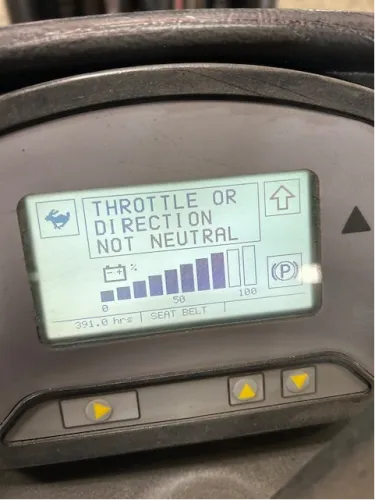 THROTTLE OR
DIRECTION
NOT NEUTRAL
%
(P)
0 50 100
391.0 hrs SEAT BELT